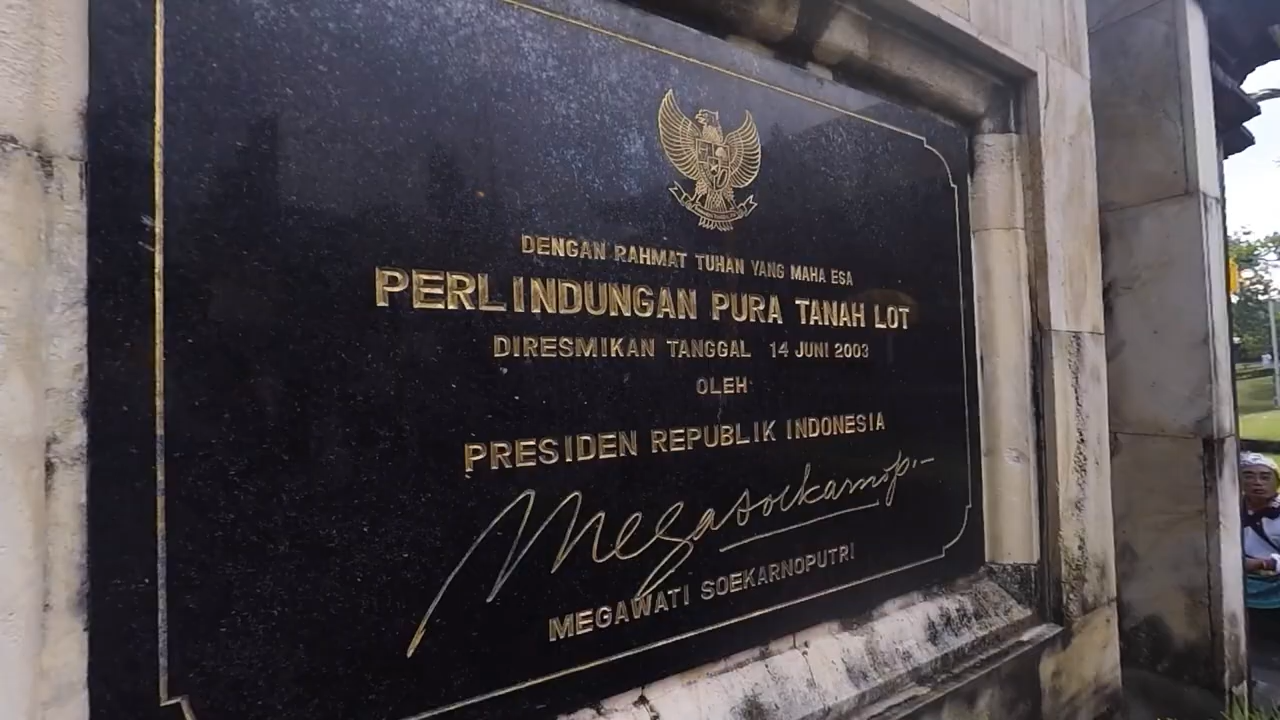 DENGAN RAHMAT TUHAN YANG MAHA ESA
PERLINDUNGAN PURA TANAH LOT
DIRESMIKAN TANGGAL 14 JUNI 2003
OLEH
PRESIDEN REPUBLIK INDONESIA
Megasoekarnop.-
MEGAWATI SOEKARNOPUTRI